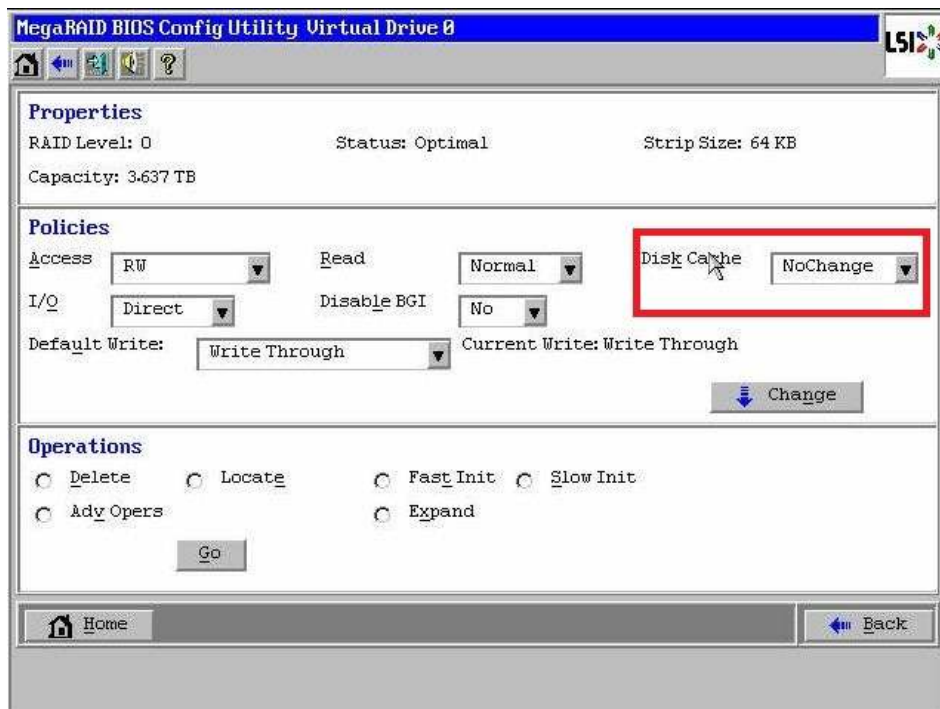 MegaRAID BIOS Config Utility Virtual Drive 0
LSI
Properties
RAID Level: 0 Status: Optimal Strip Size: 64 KB
Capacity: 3.637 TB
Policies
Access RW Read Normal Disk Cache NoChange
I/O Direct Disable BGI No
Default Write: Write Through Current Write: Write Through
Change
Operations
Delete Locate Fast Init Slow Init
Adv Opers Expand
Go
Home Back